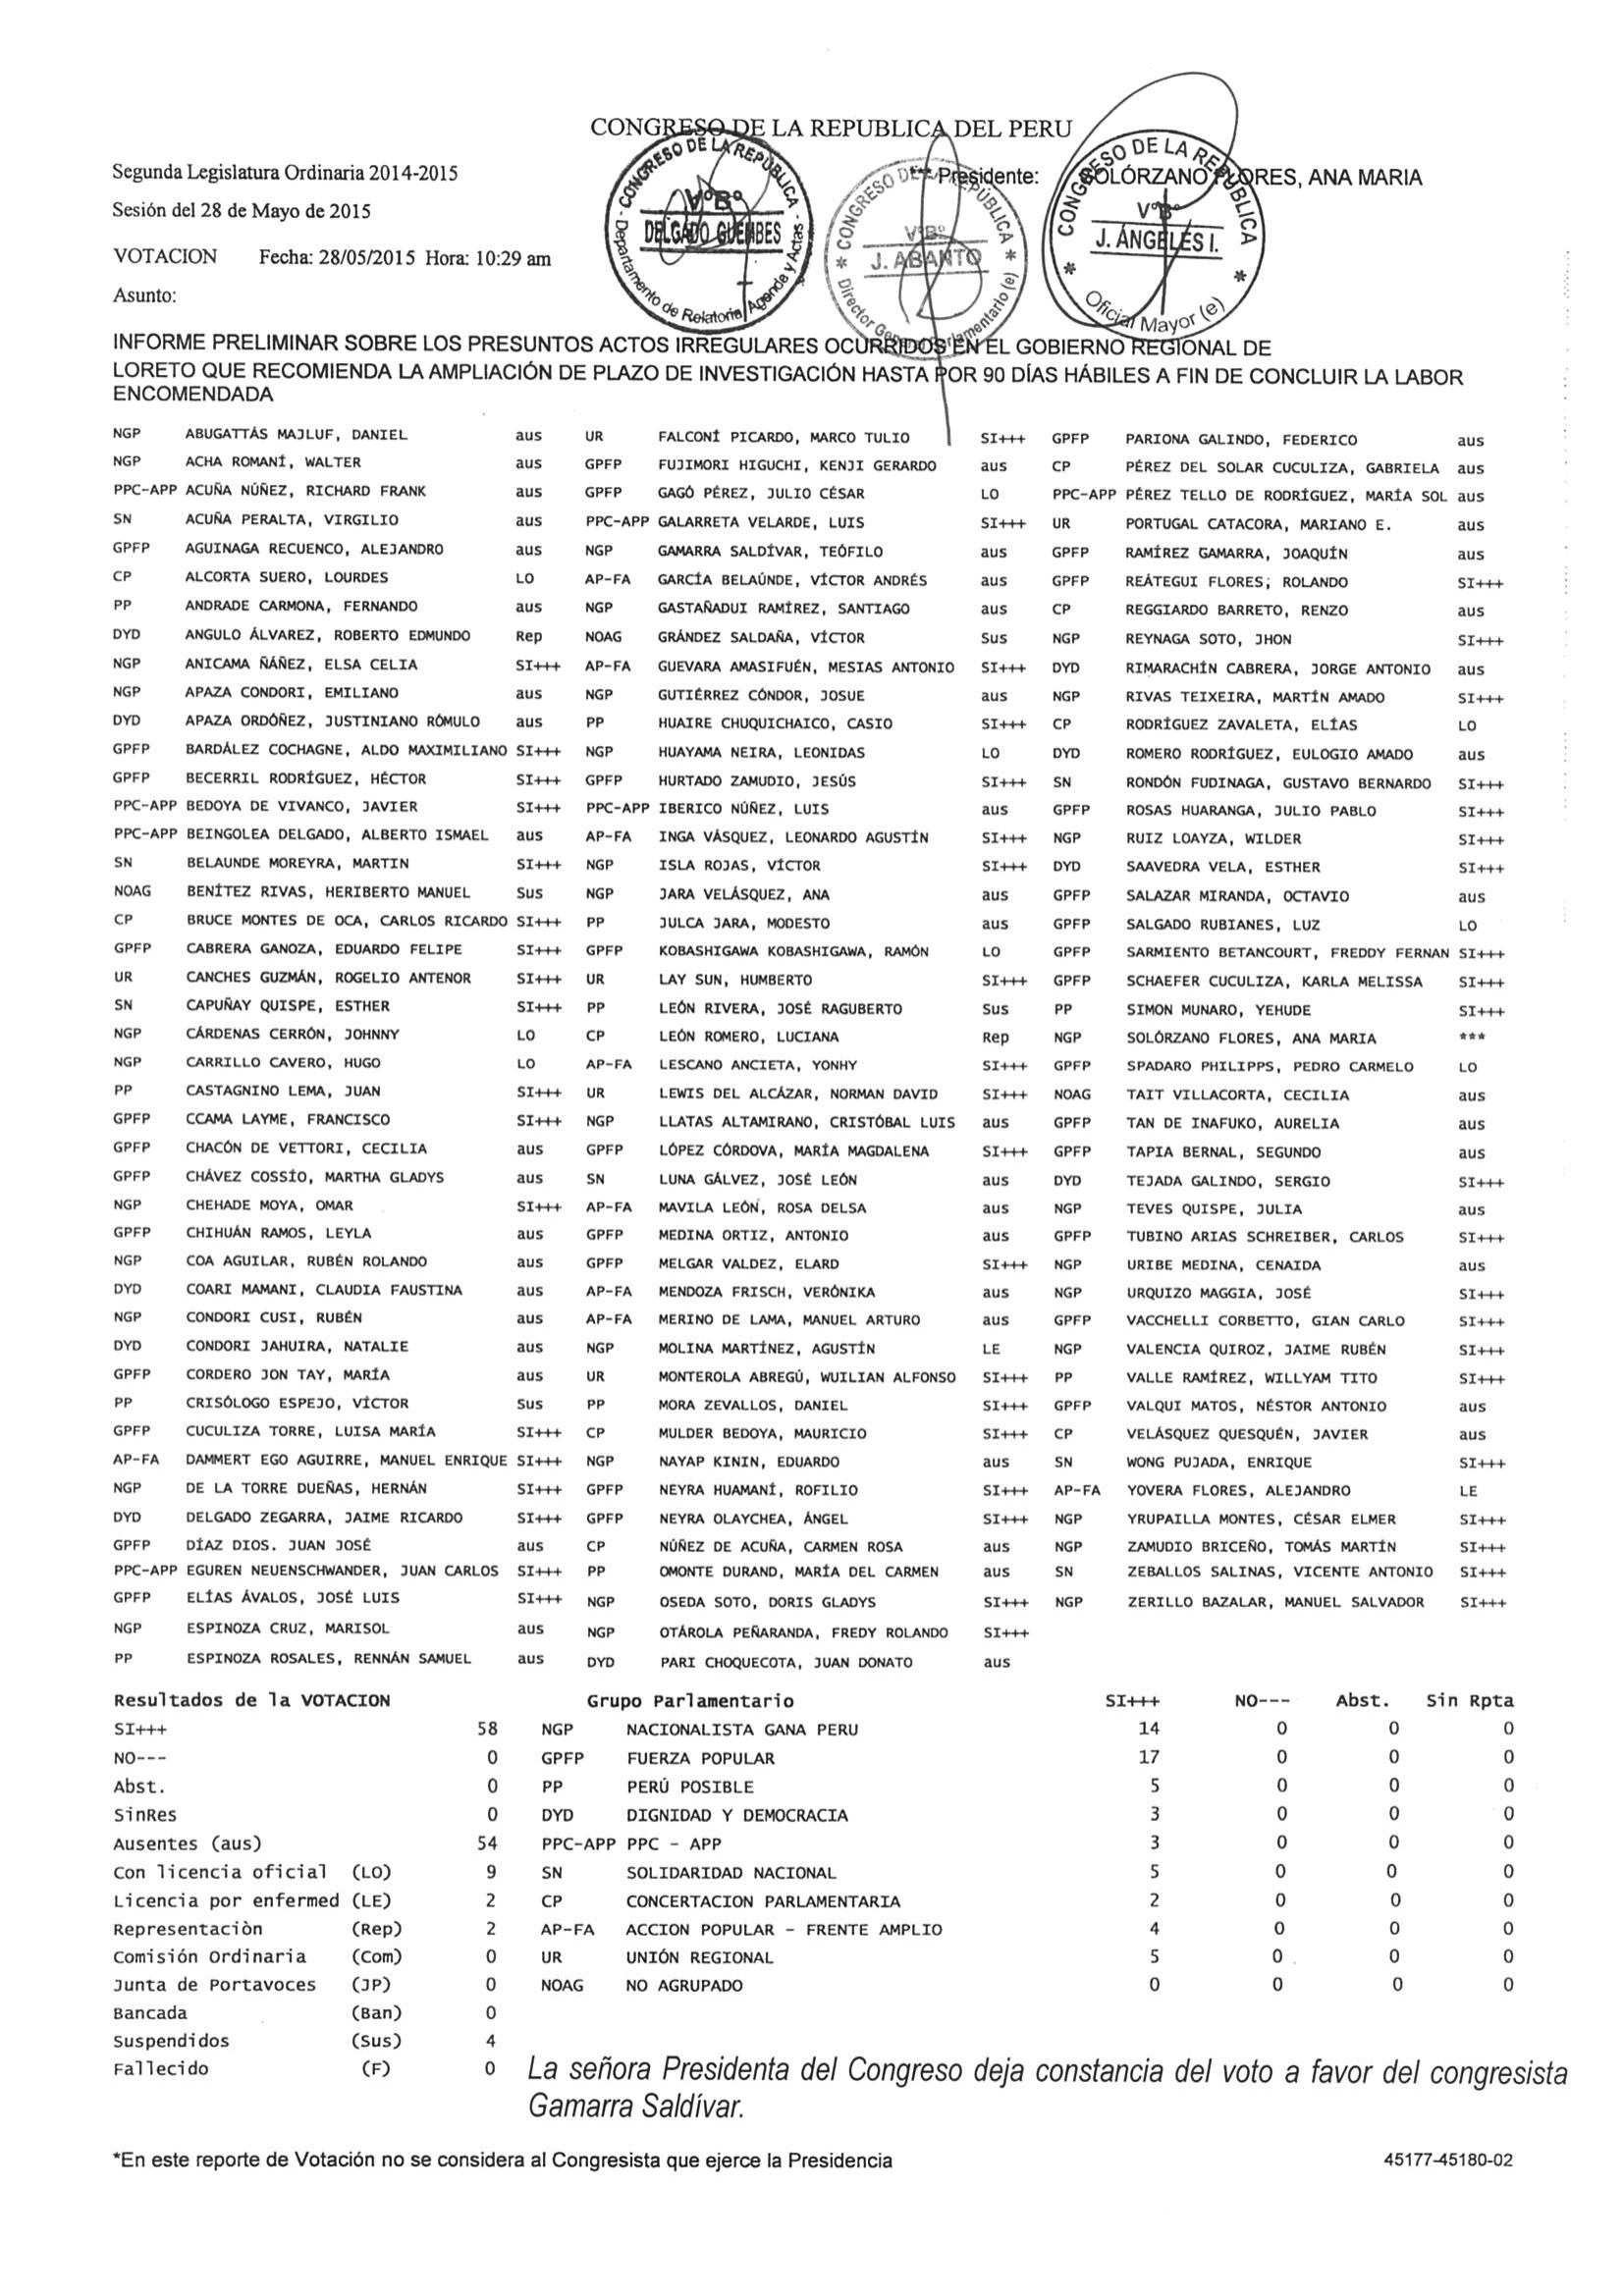 CONGRESO DE LA REPUBLICA DEL PERU
Segunda Legislatura Ordinaria 2014-2015
*** Presidente: SOLÓRZANO FLORES, ANA MARIA
Sesión del 28 de Mayo de 2015
VOTACION Fecha: 28/05/2015 Hora: 10:29 am
Asunto:
CONGRESO DE LA REPÚBLICA
VºBº
DELGADO GUEMBES
Departamento de Relatoria, Agenda y Actas
CONGRESO DE LA REPÚBLICA
VºBº
J. ABANTO
Director General Parlamentario (e)
CONGRESO DE LA REPUBLICA
VºBº
J. ÁNGELES I.
Oficial Mayor (e)
INFORME PRELIMINAR SOBRE LOS PRESUNTOS ACTOS IRREGULARES OCURRIDOS EN EL GOBIERNO REGIONAL DE
LORETO QUE RECOMIENDA LA AMPLIACIÓN DE PLAZO DE INVESTIGACIÓN HASTA POR 90 DÍAS HÁBILES A FIN DE CONCLUIR LA LABOR
ENCOMENDADA
NGP ABUGATTÁS MAJLUF, DANIEL aus UR FALCONÍ PICARDO, MARCO TULIO SI+++ GPFP PARIONA GALINDO, FEDERICO aus
NGP ACHA ROMANÍ, WALTER aus GPFP FUJIMORI HIGUCHI, KENJI GERARDO aus CP PÉREZ DEL SOLAR CUCULIZA, GABRIELA aus
PPC-APP ACUÑA NÚÑEZ, RICHARD FRANK aus GPFP GAGÓ PÉREZ, JULIO CÉSAR LO PPC-APP PÉREZ TELLO DE RODRÍGUEZ, MARÍA SOL aus
SN ACUÑA PERALTA, VIRGILIO aus PPC-APP GALARRETA VELARDE, LUIS SI+++ UR PORTUGAL CATACORA, MARIANO E. aus
GPFP AGUINAGA RECUENCO, ALEJANDRO aus NGP GAMARRA SALDÍVAR, TEÓFILO aus GPFP RAMÍREZ GAMARRA, JOAQUÍN aus
CP ALCORTA SUERO, LOURDES LO AP-FA GARCÍA BELAÚNDE, VÍCTOR ANDRÉS aus GPFP REÁTEGUI FLORES, ROLANDO SI+++
PP ANDRADE CARMONA, FERNANDO aus NGP GASTAÑADUI RAMÍREZ, SANTIAGO aus CP REGGIARDO BARRETO, RENZO aus
DYD ANGULO ÁLVAREZ, ROBERTO EDMUNDO Rep NOAG GRÁNDEZ SALDAÑA, VÍCTOR Sus NGP REYNAGA SOTO, JHON SI+++
NGP ANICAMA ÑÁÑEZ, ELSA CELIA SI+++ AP-FA GUEVARA AMASIFUÉN, MESIAS ANTONIO SI+++ DYD RIMARACHÍN CABRERA, JORGE ANTONIO aus
NGP APAZA CONDORI, EMILIANO aus NGP GUTIÉRREZ CÓNDOR, JOSUE aus NGP RIVAS TEIXEIRA, MARTÍN AMADO SI+++
DYD APAZA ORDÓÑEZ, JUSTINIANO RÓMULO aus PP HUAIRE CHUQUICHAICO, CASIO SI+++ CP RODRÍGUEZ ZAVALETA, ELÍAS LO
GPFP BARDÁLEZ COCHAGNE, ALDO MAXIMILIANO SI+++ NGP HUAYAMA NEIRA, LEONIDAS LO DYD ROMERO RODRÍGUEZ, EULOGIO AMADO aus
GPFP BECERRIL RODRÍGUEZ, HÉCTOR SI+++ GPFP HURTADO ZAMUDIO, JESÚS SI+++ SN RONDÓN FUDINAGA, GUSTAVO BERNARDO SI+++
PPC-APP BEDOYA DE VIVANCO, JAVIER SI+++ PPC-APP IBERICO NÚÑEZ, LUIS aus GPFP ROSAS HUARANGA, JULIO PABLO SI+++
PPC-APP BEINGOLEA DELGADO, ALBERTO ISMAEL aus AP-FA INGA VÁSQUEZ, LEONARDO AGUSTÍN SI+++ NGP RUIZ LOAYZA, WILDER SI+++
SN BELAUNDE MOREYRA, MARTIN SI+++ NGP ISLA ROJAS, VÍCTOR SI+++ DYD SAAVEDRA VELA, ESTHER SI+++
NOAG BENÍTEZ RIVAS, HERIBERTO MANUEL Sus NGP JARA VELÁSQUEZ, ANA aus GPFP SALAZAR MIRANDA, OCTAVIO aus
CP BRUCE MONTES DE OCA, CARLOS RICARDO SI+++ PP JULCA JARA, MODESTO aus GPFP SALGADO RUBIANES, LUZ LO
GPFP CABRERA GANOZA, EDUARDO FELIPE SI+++ GPFP KOBASHIGAWA KOBASHIGAWA, RAMÓN LO GPFP SARMIENTO BETANCOURT, FREDDY FERNAN SI+++
UR CANCHES GUZMÁN, ROGELIO ANTENOR SI+++ UR LAY SUN, HUMBERTO SI+++ GPFP SCHAEFER CUCULIZA, KARLA MELISSA SI+++
SN CAPUÑAY QUISPE, ESTHER SI+++ PP LEÓN RIVERA, JOSÉ RAGUBERTO Sus PP SIMON MUNARO, YEHUDE SI+++
NGP CÁRDENAS CERRÓN, JOHNNY LO CP LEÓN ROMERO, LUCIANA Rep NGP SOLÓRZANO FLORES, ANA MARIA ***
NGP CARRILLO CAVERO, HUGO LO AP-FA LESCANO ANCIETA, YONHY SI+++ GPFP SPADARO PHILIPPS, PEDRO CARMELO LO
PP CASTAGNINO LEMA, JUAN SI+++ UR LEWIS DEL ALCÁZAR, NORMAN DAVID SI+++ NOAG TAIT VILLACORTA, CECILIA aus
GPFP CCAMA LAYME, FRANCISCO SI+++ NGP LLATAS ALTAMIRANO, CRISTÓBAL LUIS aus GPFP TAN DE INAFUKO, AURELIA aus
GPFP CHACÓN DE VETTORI, CECILIA aus GPFP LÓPEZ CÓRDOVA, MARÍA MAGDALENA SI+++ GPFP TAPIA BERNAL, SEGUNDO aus
GPFP CHÁVEZ COSSÍO, MARTHA GLADYS aus SN LUNA GÁLVEZ, JOSÉ LEÓN aus DYD TEJADA GALINDO, SERGIO SI+++
NGP CHEHADE MOYA, OMAR SI+++ AP-FA MAVILA LEÓN, ROSA DELSA aus NGP TEVES QUISPE, JULIA aus
GPFP CHIHUÁN RAMOS, LEYLA aus GPFP MEDINA ORTIZ, ANTONIO aus GPFP TUBINO ARIAS SCHREIBER, CARLOS SI+++
NGP COA AGUILAR, RUBÉN ROLANDO aus GPFP MELGAR VALDEZ, ELARD SI+++ NGP URIBE MEDINA, CENAIDA aus
DYD COARI MAMANI, CLAUDIA FAUSTINA aus AP-FA MENDOZA FRISCH, VERÓNIKA aus NGP URQUIZO MAGGIA, JOSÉ SI+++
NGP CONDORI CUSI, RUBÉN aus AP-FA MERINO DE LAMA, MANUEL ARTURO aus GPFP VACCHELLI CORBETTO, GIAN CARLO SI+++
DYD CONDORI JAHUIRA, NATALIE aus NGP MOLINA MARTÍNEZ, AGUSTÍN LE NGP VALENCIA QUIROZ, JAIME RUBÉN SI+++
GPFP CORDERO JON TAY, MARÍA aus UR MONTEROLA ABREGÚ, WUILIAN ALFONSO SI+++ PP VALLE RAMÍREZ, WILLYAM TITO SI+++
PP CRISÓLOGO ESPEJO, VÍCTOR Sus PP MORA ZEVALLOS, DANIEL SI+++ GPFP VALQUI MATOS, NÉSTOR ANTONIO aus
GPFP CUCULIZA TORRE, LUISA MARÍA SI+++ CP MULDER BEDOYA, MAURICIO SI+++ CP VELÁSQUEZ QUESQUÉN, JAVIER aus
AP-FA DAMMERT EGO AGUIRRE, MANUEL ENRIQUE SI+++ NGP NAYAP KININ, EDUARDO aus SN WONG PUJADA, ENRIQUE SI+++
NGP DE LA TORRE DUEÑAS, HERNÁN SI+++ GPFP NEYRA HUAMANÍ, ROFILIO SI+++ AP-FA YOVERA FLORES, ALEJANDRO LE
DYD DELGADO ZEGARRA, JAIME RICARDO SI+++ GPFP NEYRA OLAYCHEA, ÁNGEL SI+++ NGP YRUPAILLA MONTES, CÉSAR ELMER SI+++
GPFP DÍAZ DIOS. JUAN JOSÉ aus CP NÚÑEZ DE ACUÑA, CARMEN ROSA aus NGP ZAMUDIO BRICEÑO, TOMÁS MARTÍN SI+++
PPC-APP EGUREN NEUENSCHWANDER, JUAN CARLOS SI+++ PP OMONTE DURAND, MARÍA DEL CARMEN aus SN ZEBALLOS SALINAS, VICENTE ANTONIO SI+++
GPFP ELÍAS ÁVALOS, JOSÉ LUIS SI+++ NGP OSEDA SOTO, DORIS GLADYS SI+++ NGP ZERILLO BAZALAR, MANUEL SALVADOR SI+++
NGP ESPINOZA CRUZ, MARISOL aus NGP OTÁROLA PEÑARANDA, FREDY ROLANDO SI+++
PP ESPINOZA ROSALES, RENNÁN SAMUEL aus DYD PARI CHOQUECOTA, JUAN DONATO aus
Resultados de la VOTACION Grupo Parlamentario SI+++ NO--- Abst. Sin Rpta
SI+++ 58 NGP NACIONALISTA GANA PERU 14 0 0 0
NO--- 0 GPFP FUERZA POPULAR 17 0 0 0
Abst. 0 PP PERÚ POSIBLE 5 0 0 0
SinRes 0 DYD DIGNIDAD Y DEMOCRACIA 3 0 0 0
Ausentes (aus) 54 PPC-APP PPC - APP 3 0 0 0
Con licencia oficial (LO) 9 SN SOLIDARIDAD NACIONAL 5 0 0 0
Licencia por enfermed (LE) 2 CP CONCERTACION PARLAMENTARIA 2 0 0 0
Representaciòn (Rep) 2 AP-FA ACCION POPULAR - FRENTE AMPLIO 4 0 0 0
Comisión Ordinaria (Com) 0 UR UNIÓN REGIONAL 5 0 0 0
Junta de Portavoces (JP) 0 NOAG NO AGRUPADO 0 0 0 0
Bancada (Ban) 0
Suspendidos (Sus) 4
Fallecido (F) 0
La señora Presidenta del Congreso deja constancia del voto a favor del congresista
Gamarra Saldívar.
*En este reporte de Votación no se considera al Congresista que ejerce la Presidencia 45177-45180-02